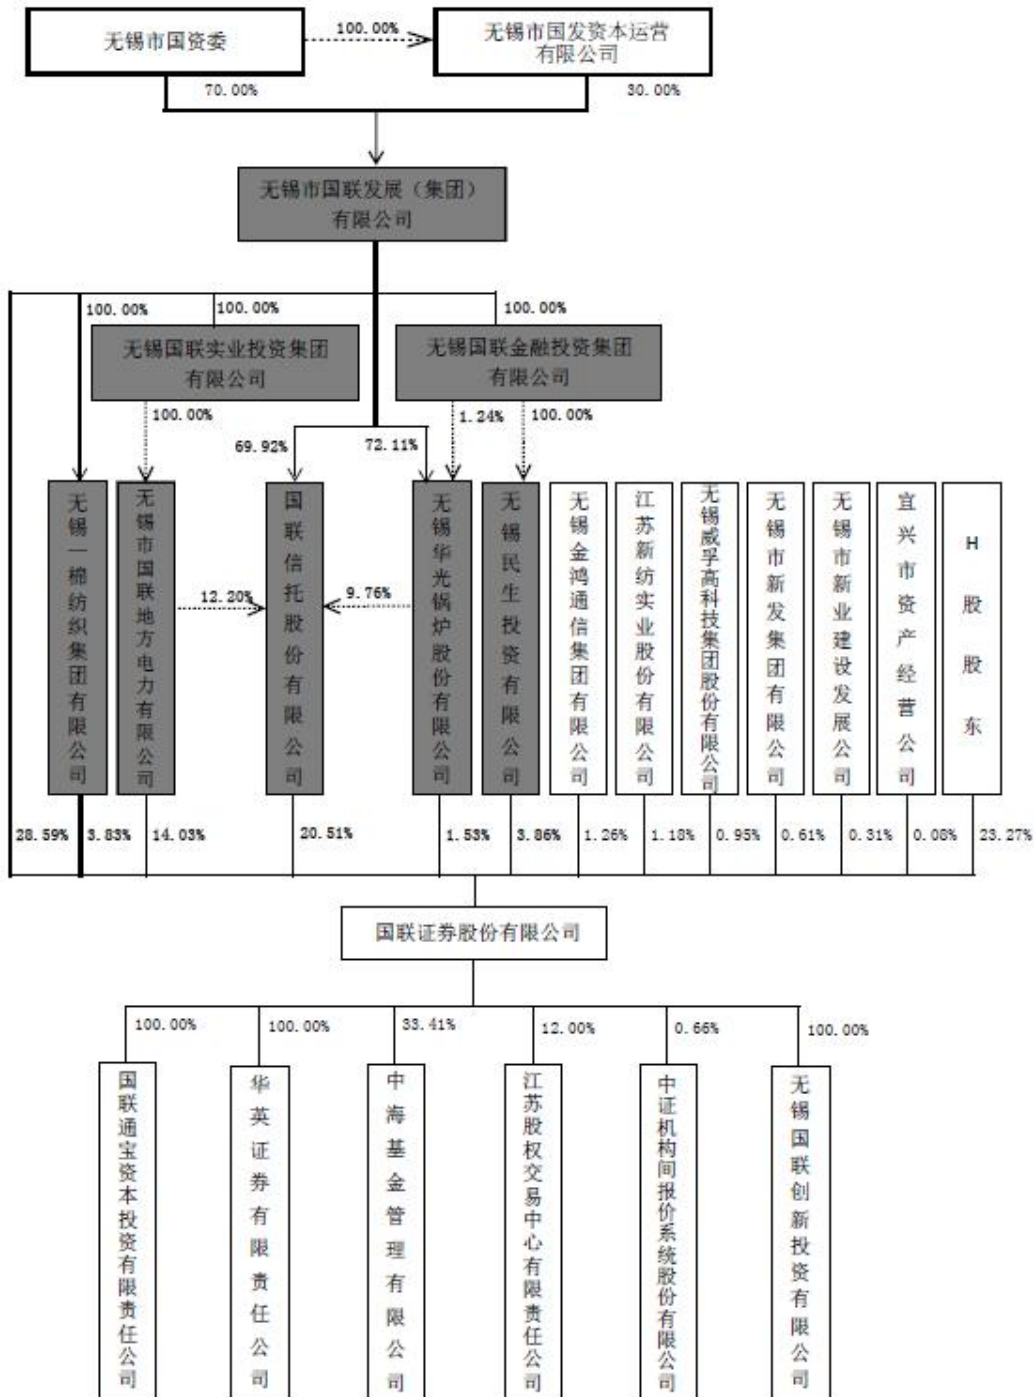 无锡市国资委
100.00%
无锡市国发资本运营
有限公司
70.00%
30.00%
无锡市国联发展（集团）
有限公司
100.00%
100.00%
100.00%
无锡国联实业投资集团
有限公司
无锡国联金融投资集团
有限公司
100.00%
1.24%
100.00%
69.92%
72.11%
无锡一棉纺织集团有限公司
无锡市国联地方电力有限公司
12.20%
国联信托股份有限公司
9.76%
无锡华光锅炉股份有限公司
无锡民生投资有限公司
无锡金鸿通信集团有限公司
江苏新纺实业股份有限公司
无锡威孚高科技集团股份有限公司
无锡市新发集团有限公司
无锡市新业建设发展公司
宜兴市资产经营公司
H股股东
28.59%
3.83%
14.03%
20.51%
1.53%
3.86%
1.26%
1.18%
0.95%
0.61%
0.31%
0.08%
23.27%
国联证券股份有限公司
100.00%
100.00%
33.41%
12.00%
0.66%
100.00%
国联通宝资本投资有限责任公司
华英证券有限责任公司
中海基金管理有限公司
江苏股权交易中心有限责任公司
中证机构间报价系统股份有限公司
无锡国联创新投资有限公司